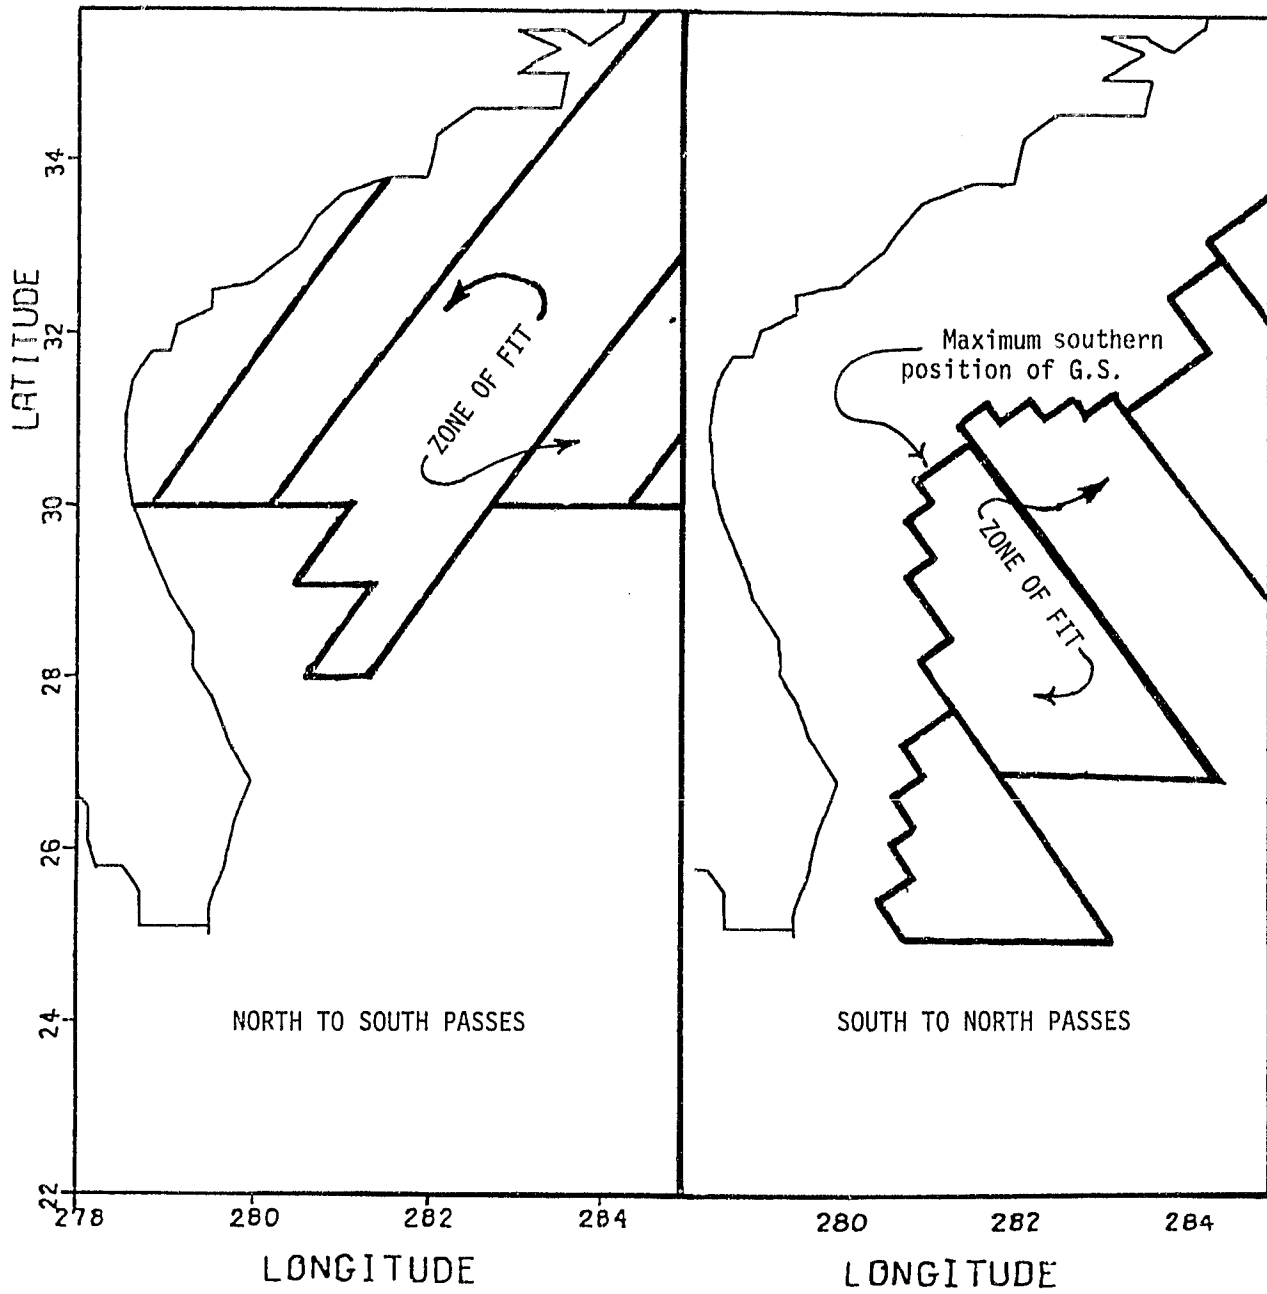 LATITUDE
34
32
30
28
26
24
22
ZONE OF FIT
NORTH TO SOUTH PASSES
278
280
282
284
LONGITUDE
Maximum southern
position of G.S.
ZONE OF FIT
SOUTH TO NORTH PASSES
280
282
284
LONGITUDE